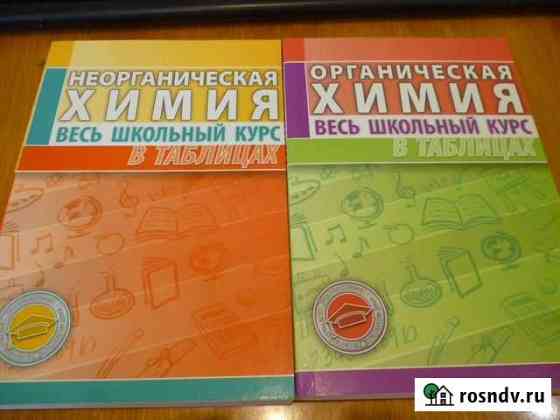 НЕОРГАНИЧЕСКАЯ
ХИМИЯ
ВЕСЬ ШКОЛЬНЫЙ КУРС
В ТАБЛИЦАХ
ОРГАНИЧЕСКАЯ
ХИМИЯ
ВЕСЬ ШКОЛЬНЫЙ КУРС
В ТАБЛИЦАХ
rosndv.ru